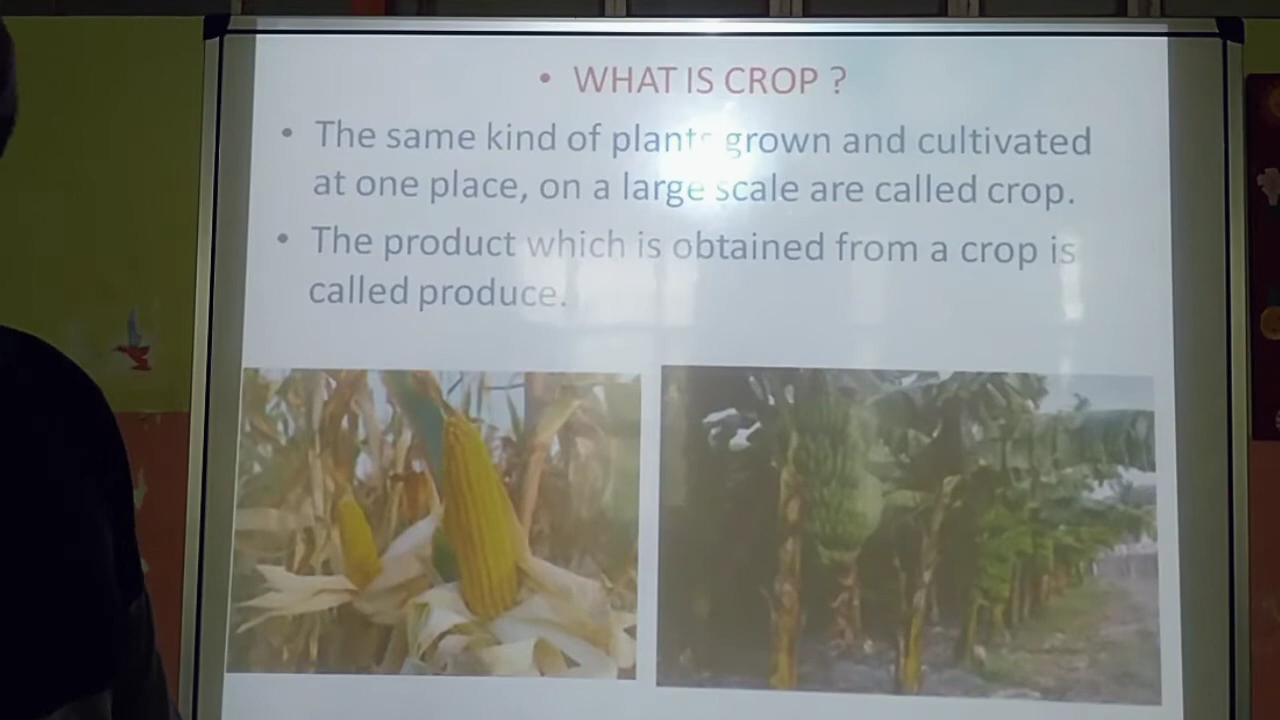 • WHAT IS CROP ?
• The same kind of plants grown and cultivated
at one place, on a large scale are called crop.
• The product which is obtained from a crop is
called produce.